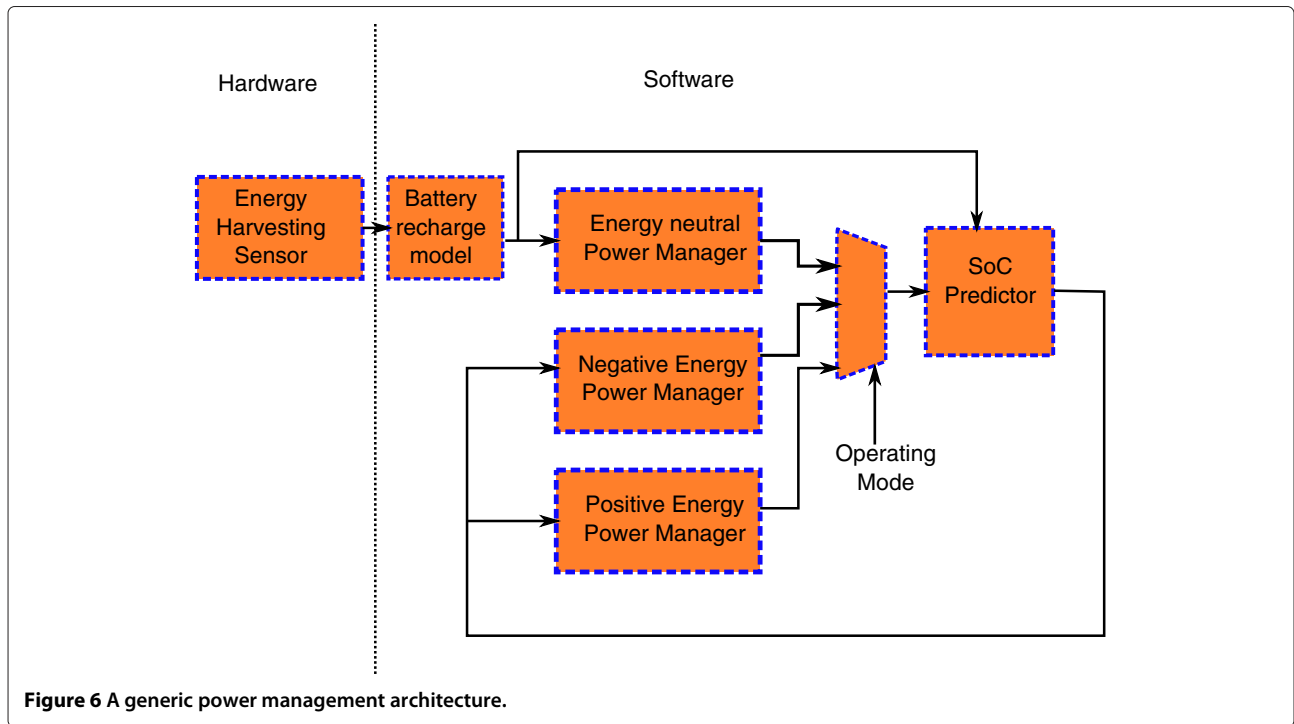 Hardware
Software
Energy
Harvesting
Sensor
Battery
recharge
model
Energy neutral
Power Manager
SoC
Predictor
Negative Energy
Power Manager
Operating
Mode
Positive Energy
Power Manager
Figure 6 A generic power management architecture.